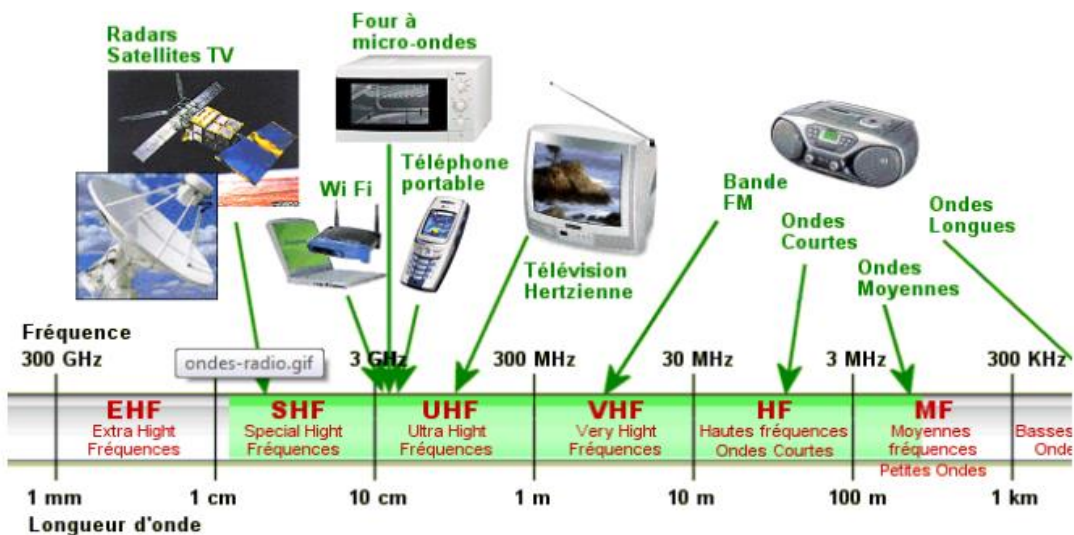 Radars
Satellites TV
Four à
micro-ondes
Wi Fi
Téléphone
portable
Télévision
Hertzienne
Bande
FM
Ondes
Courtes
Ondes
Moyennes
Ondes
Longues
Fréquence
300 GHz
ondes-radio.gif
3 GHz
300 MHz
30 MHz
3 MHz
300 KHz
EHF
Extra Hight
Fréquences
SHF
Special Hight
Fréquences
UHF
Ultra Hight
Fréquences
VHF
Very Hight
Fréquences
HF
Hautes fréquences
Ondes Courtes
MF
Moyennes
fréquences
Petites Ondes
Basses
Onde
1 mm
1 cm
10 cm
1 m
10 m
100 m
1 km
Longueur d'onde